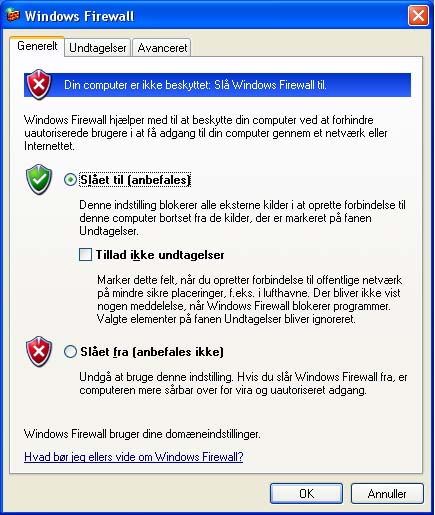 Windows Firewall
Generelt
Undtagelser
Avanceret
Din computer er ikke beskyttet: Slå Windows Firewall til.
Windows Firewall hjælper med til at beskytte din computer ved at forhindre
uautoriserede brugere i at få adgang til din computer gennem et netværk eller
Internettet.
Slået til (anbefales)
Denne indstilling blokerer alle eksterne kilder i at oprette forbindelse til
denne computer bortset fra de kilder, der er markeret på fanen
Undtagelser.
Tillad ikke undtagelser
Marker dette felt, når du opretter forbindelse til offentlige netværk
på mindre sikre placeringer, f.eks. i lufthavne. Der bliver ikke vist
nogen meddelelse, når Windows Firewall blokerer programmer.
Valgte elementer på fanen Undtagelser bliver ignoreret.
Slået fra (anbefales ikke)
Undgå at bruge denne indstilling. Hvis du slår Windows Firewall fra, er
computeren mere sårbar over for vira og uautoriseret adgang.
Windows Firewall bruger dine domæneindstillinger.
Hvad bør jeg ellers vide om Windows Firewall?
OK
Annuller